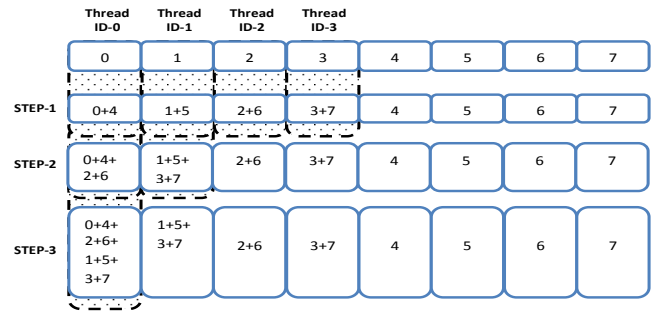 Thread Thread Thread Thread
ID-0 ID-1 ID-2 ID-3
0 1 2 3 4 5 6 7
STEP-1 0+4 1+5 2+6 3+7 4 5 6 7
STEP-2 0+4+ 1+5+ 2+6 3+7 4 5 6 7
2+6 3+7
0+4+ 1+5+
STEP-3 2+6+ 3+7 2+6 3+7 4 5 6 7
1+5+
3+7